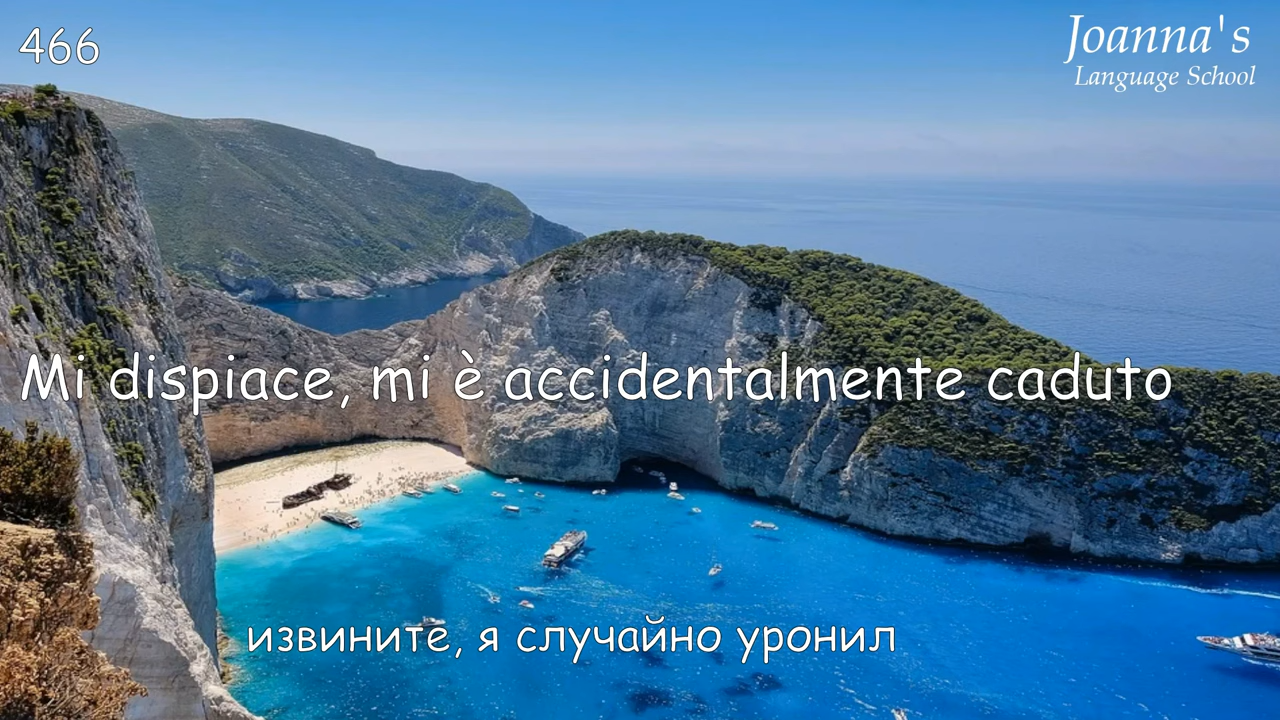 466
Joanna's
Language School
Mi dispiace, mi è accidentalmente caduto
извините, я случайно уронил